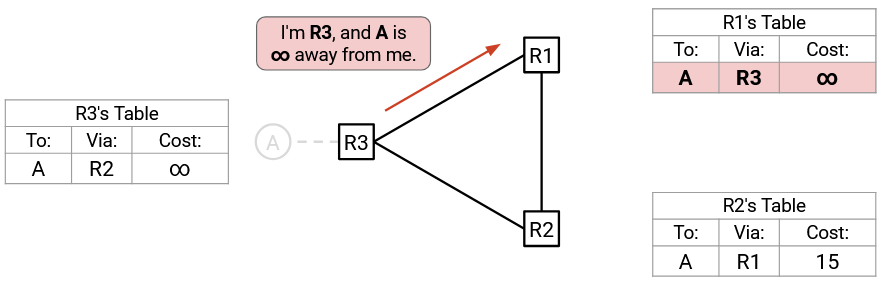 I'm R3, and A is
∞ away from me.
R1
R1's Table
To: Via: Cost:
A R3 ∞
R3's Table
To: Via: Cost:
A R2 ∞
A
R3
R2
R2's Table
To: Via: Cost:
A R1 15